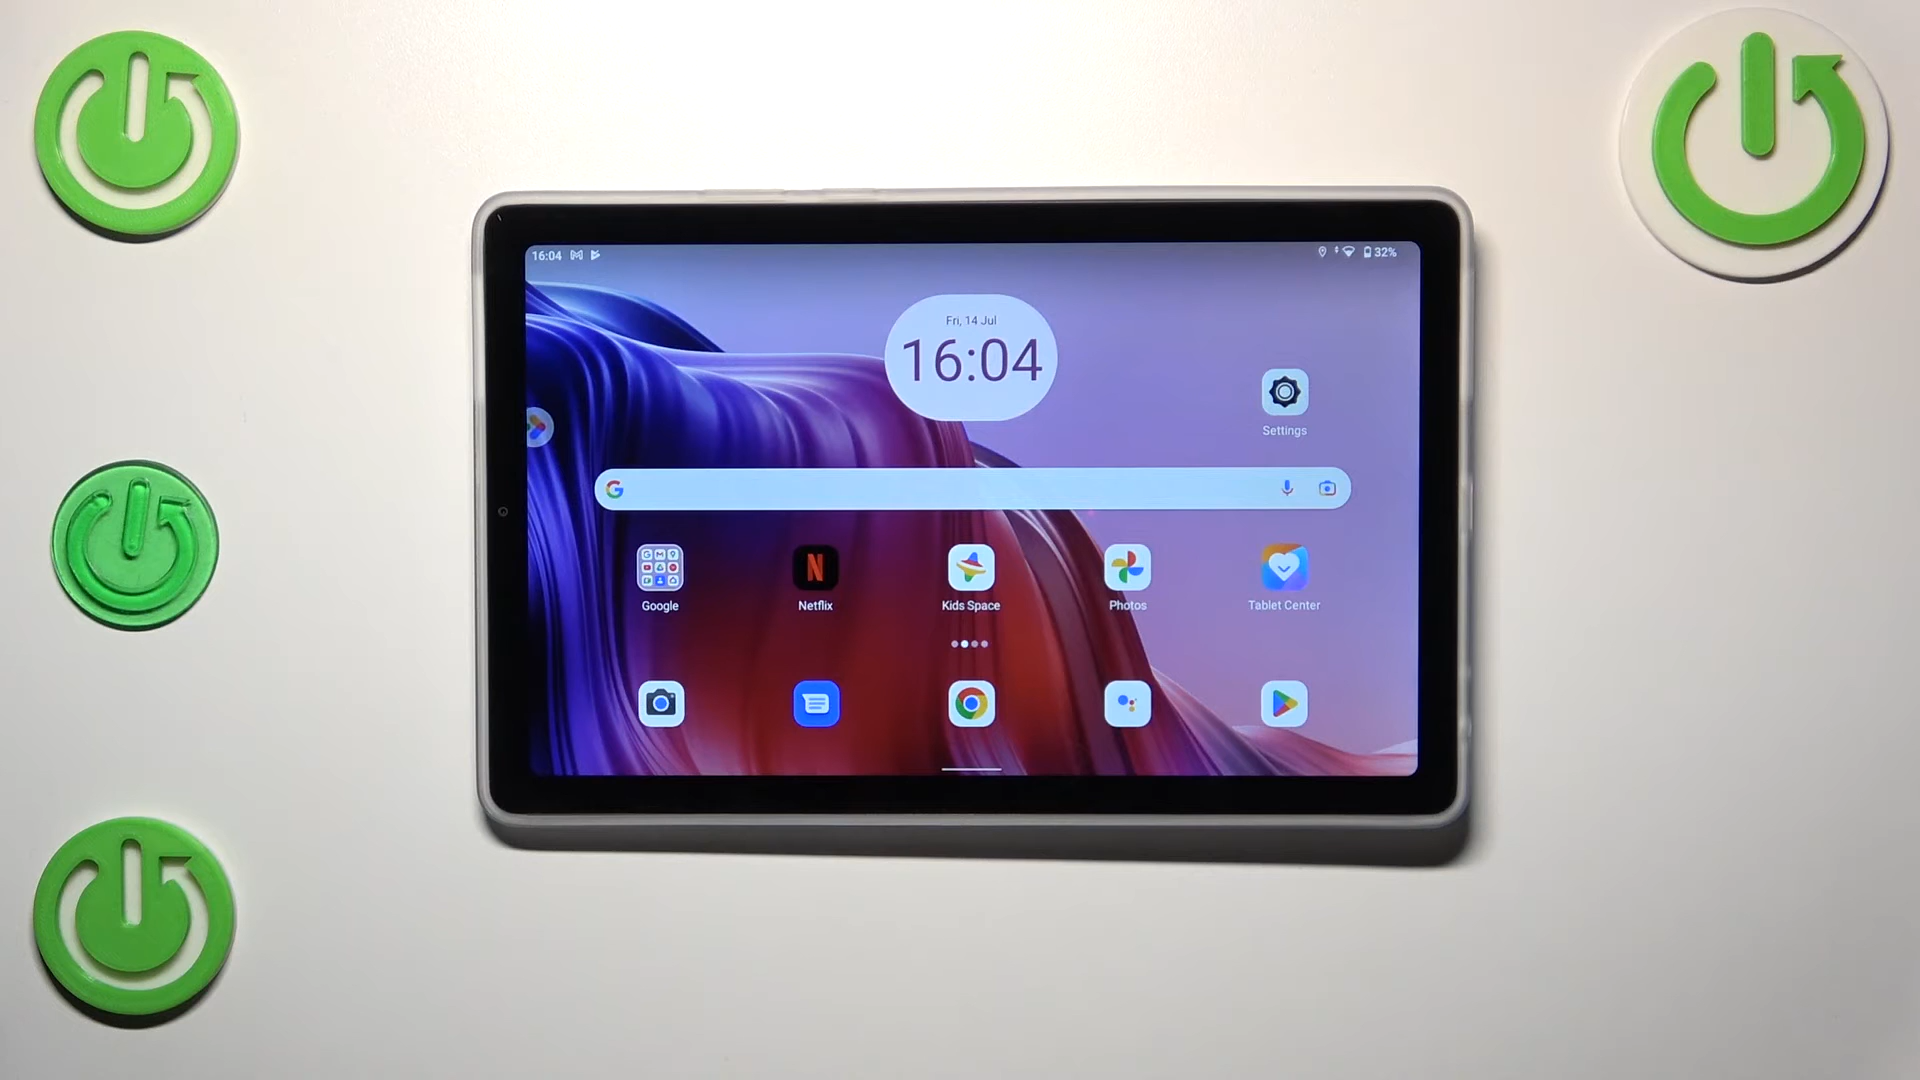 16:04
32%
Fri, 14 Jul
16:04
Settings
Google
Netflix
Kids Space
Photos
Tablet Center